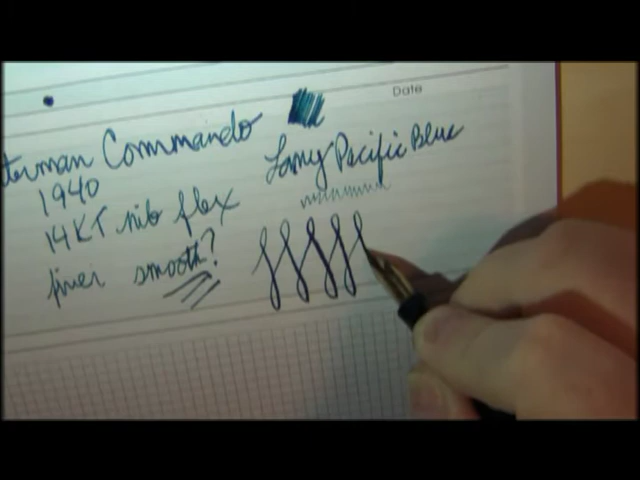 Date
terman Commando
Lamy Pacific Blue
1940
14KT nib flex
finer smooth?